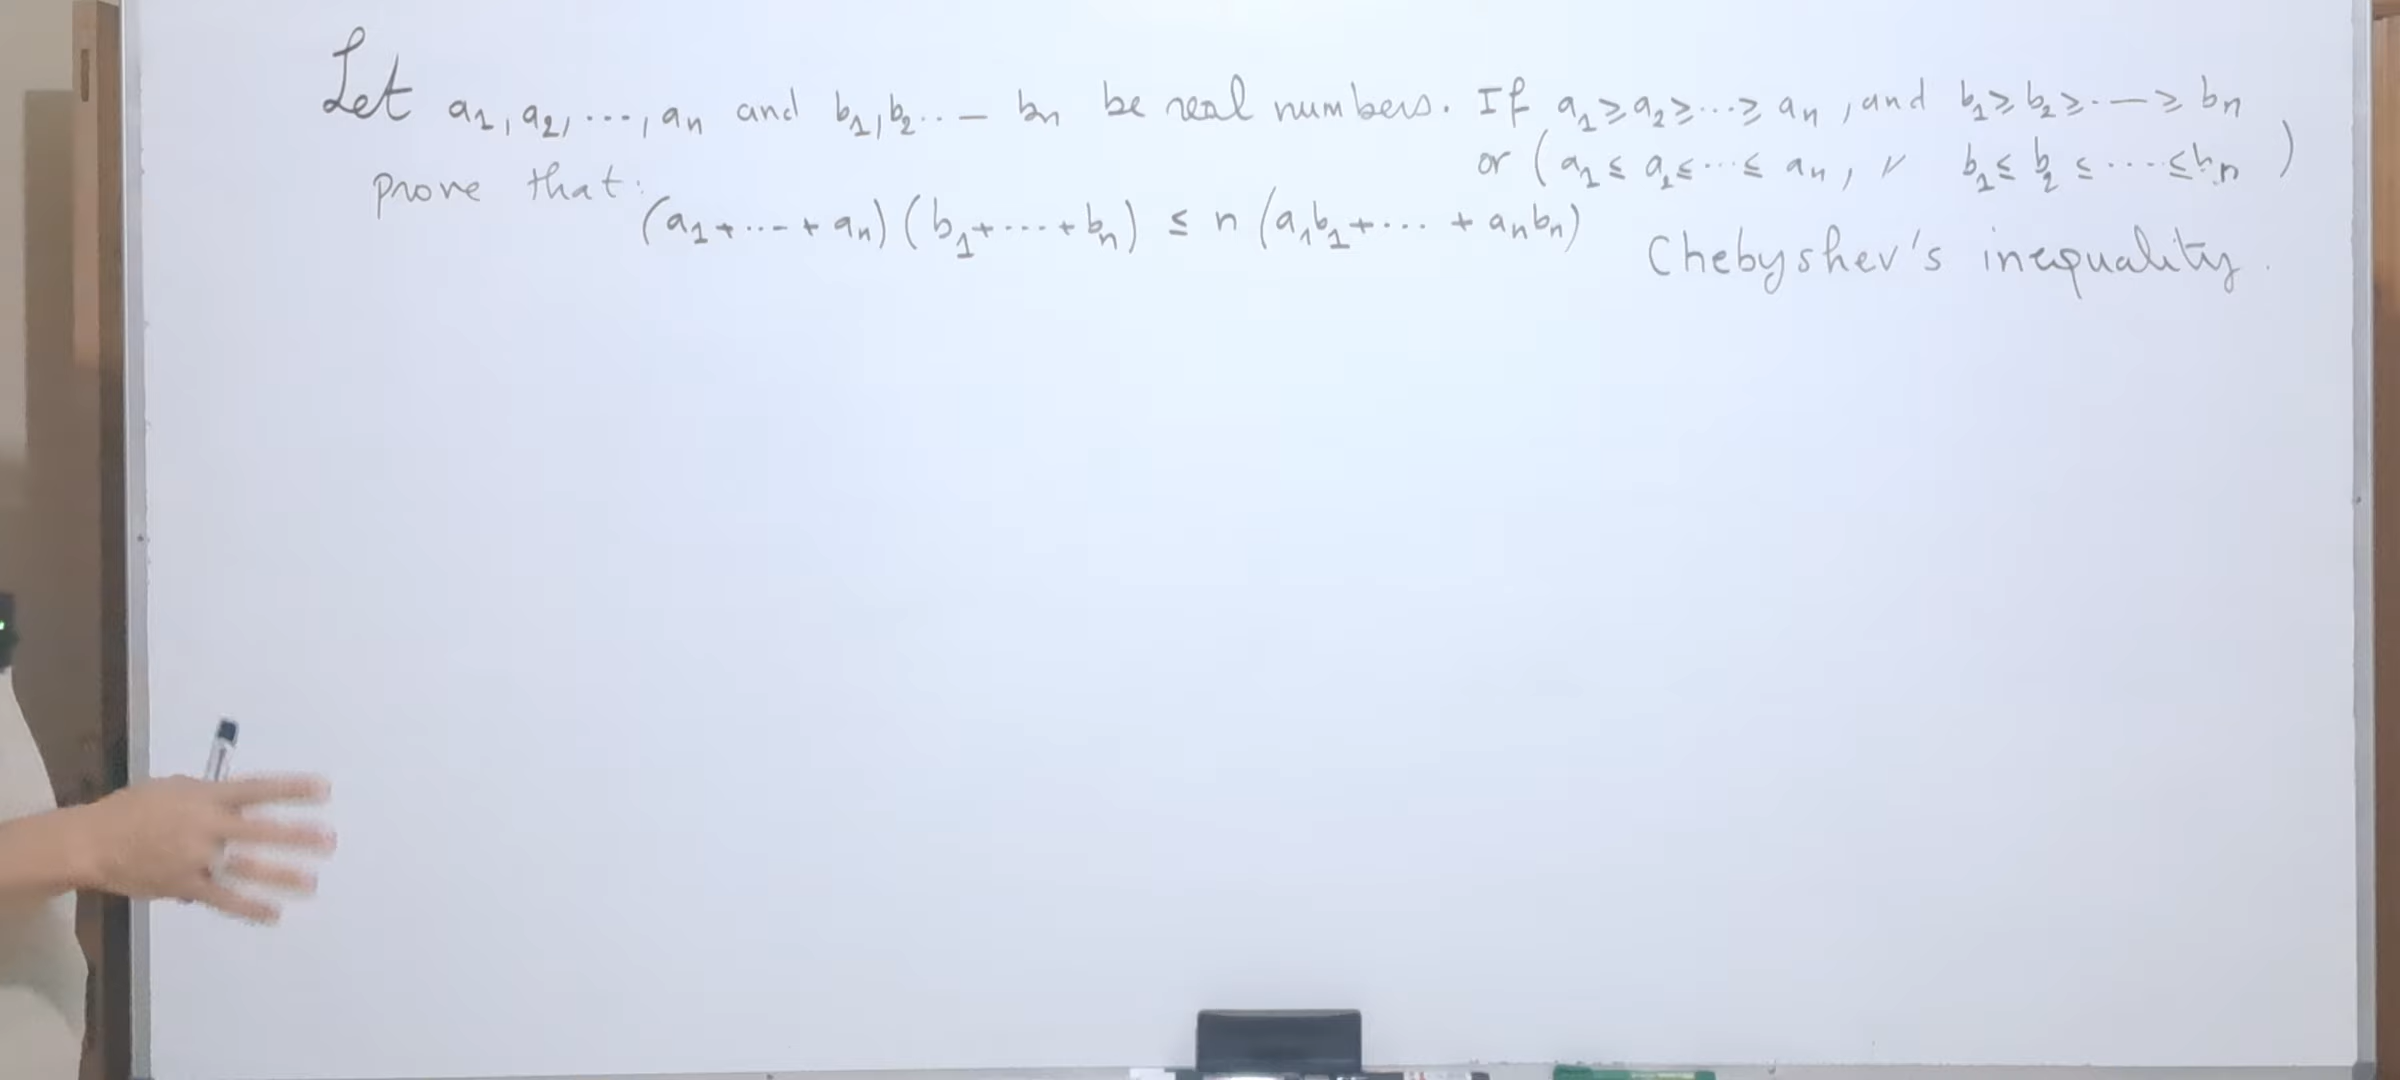 Let a₁, a₂, ..., aₙ and b₁, b₂ ..— bₙ be real numbers. If a₁ ≥ a₂ ≥ ... ≥ aₙ, and b₁ ≥ b₂ ≥ .— ≥ bₙ
or (a₁ ≤ a₂ ≤ ... ≤ aₙ, 〃 b₁ ≤ b₂ ≤ .... ≤ bₙ)
prove that:
(a₁ + ... + aₙ)(b₁ + ... + bₙ) ≤ n (a₁b₁ + ... + aₙbₙ)
Chebyshev's inequality.